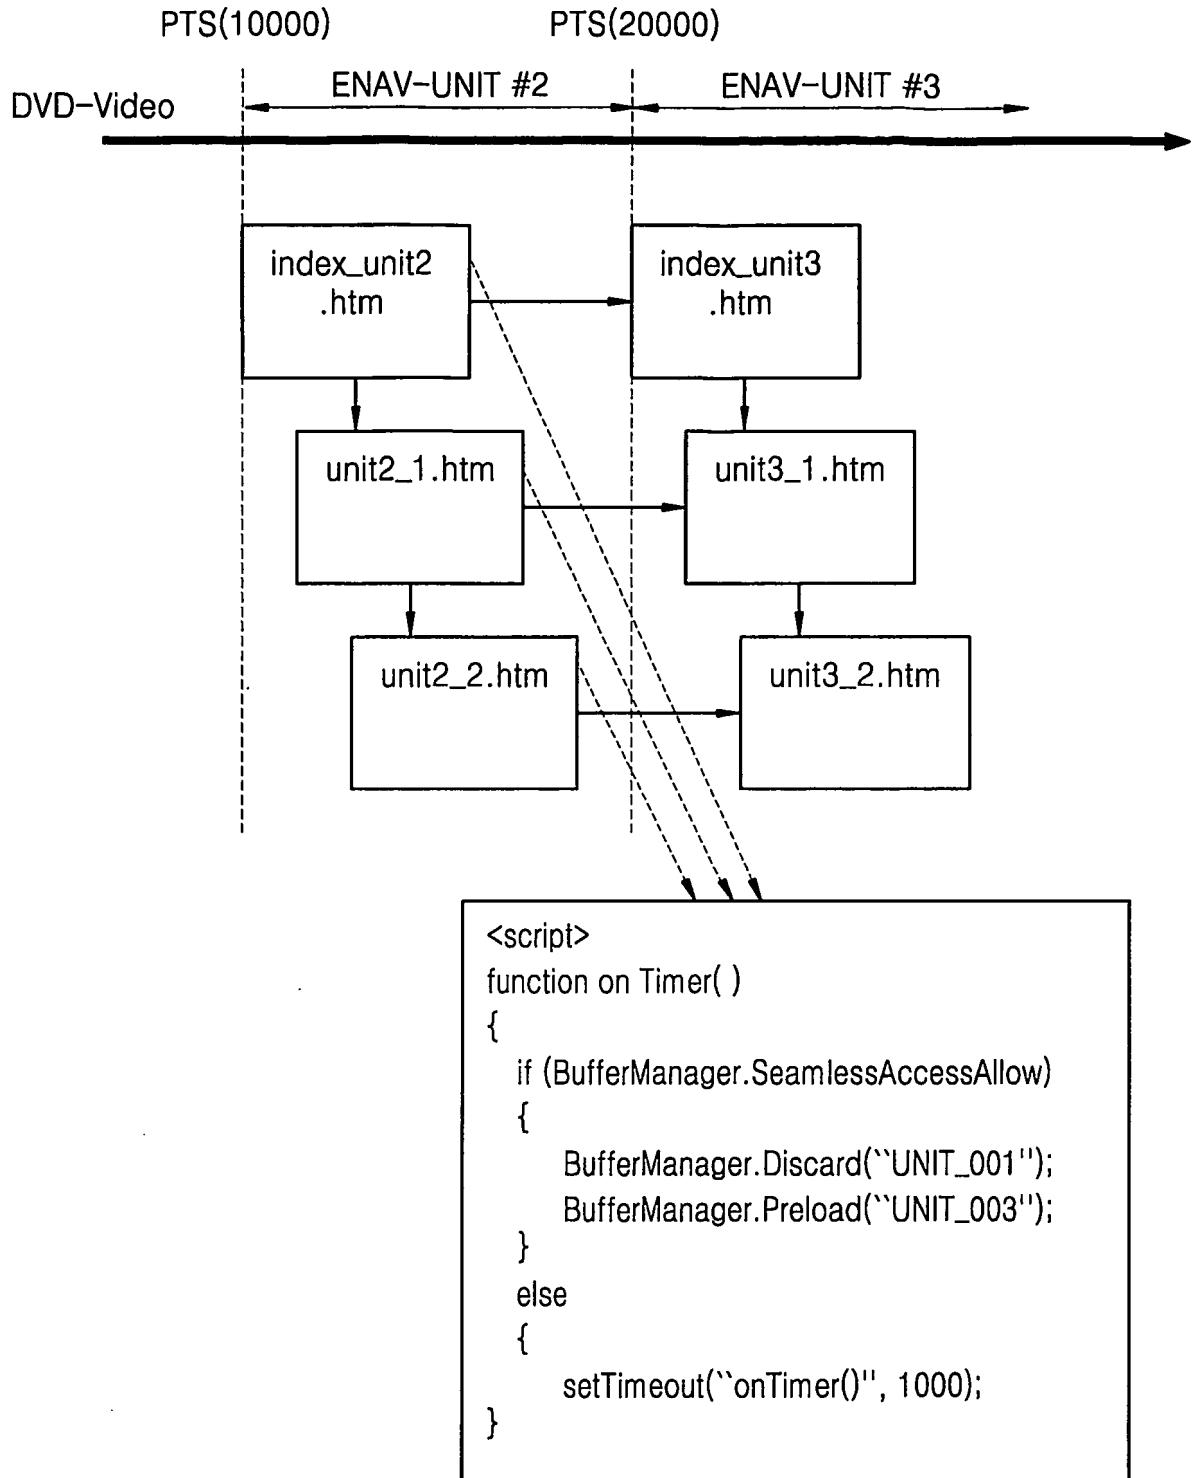 PTS(10000)
PTS(20000)
ENAV-UNIT #2
ENAV-UNIT #3
DVD-Video
index_unit2
.htm
index_unit3
.htm
unit2_1.htm
unit3_1.htm
unit2_2.htm
unit3_2.htm
<script>
function on Timer( )
{
if (BufferManager.SeamlessAccessAllow)
{
BufferManager.Discard(``UNIT_001'');
BufferManager.Preload(``UNIT_003'');
}
else
{
setTimeout(``onTimer()'', 1000);
}